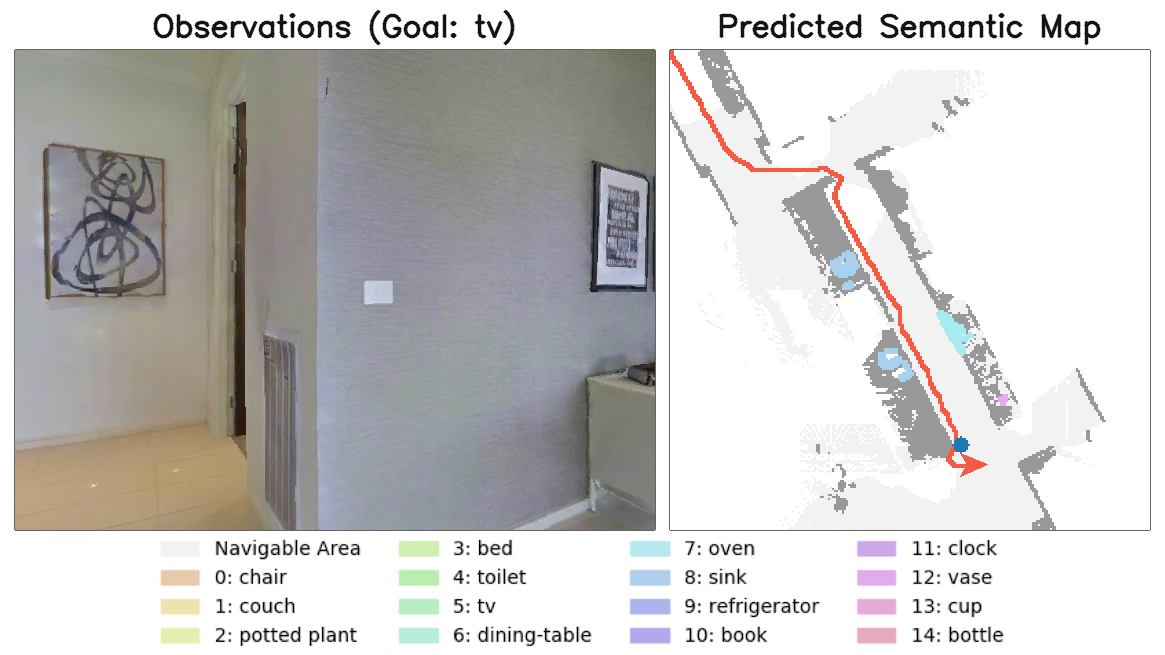 Observations (Goal: tv)
Predicted Semantic Map
Navigable Area
0: chair
1: couch
2: potted plant
3: bed
4: toilet
5: tv
6: dining-table
7: oven
8: sink
9: refrigerator
10: book
11: clock
12: vase
13: cup
14: bottle